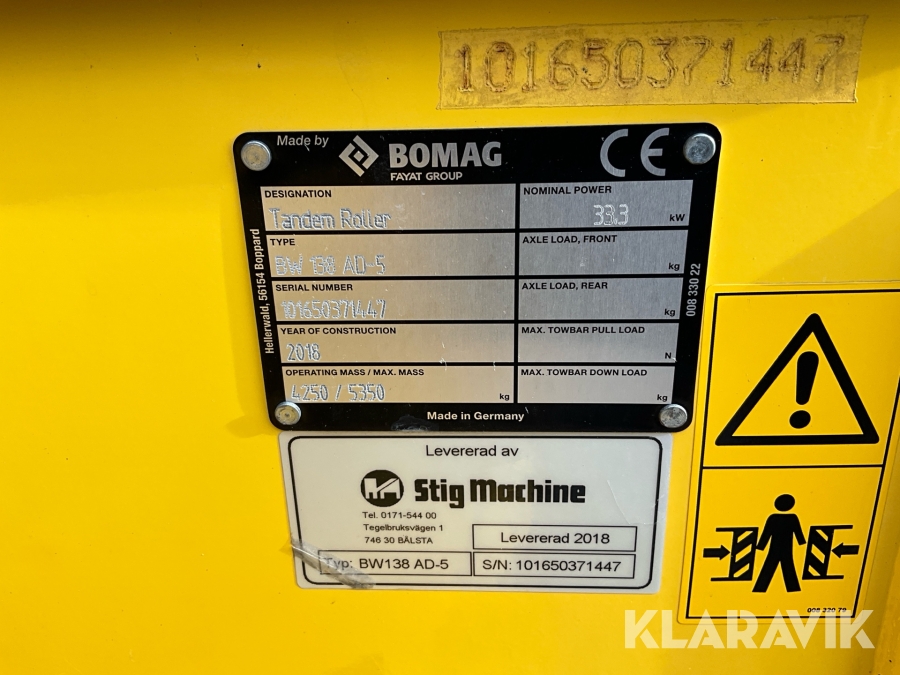 101650371447
Made by
BOMAG
FAYAT GROUP
CE
DESIGNATION
Tandem Roller
NOMINAL POWER
33.3 kW
TYPE
BW 138 AD-5
AXLE LOAD, FRONT
kg
SERIAL NUMBER
101650371447
AXLE LOAD, REAR
kg
YEAR OF CONSTRUCTION
2018
MAX. TOWBAR PULL LOAD
N
OPERATING MASS / MAX. MASS
4250 / 5350 kg
MAX. TOWBAR DOWN LOAD
kg
Hellerwald, 56154 Boppard
008 330 22
Made in Germany
Levererad av
Stig Machine
Tel. 0171-544 00
Tegelbruksvägen 1
746 30 BÄLSTA
Levererad 2018
Typ: BW138 AD-5
S/N: 101650371447
008 330 79
KLARAVIK